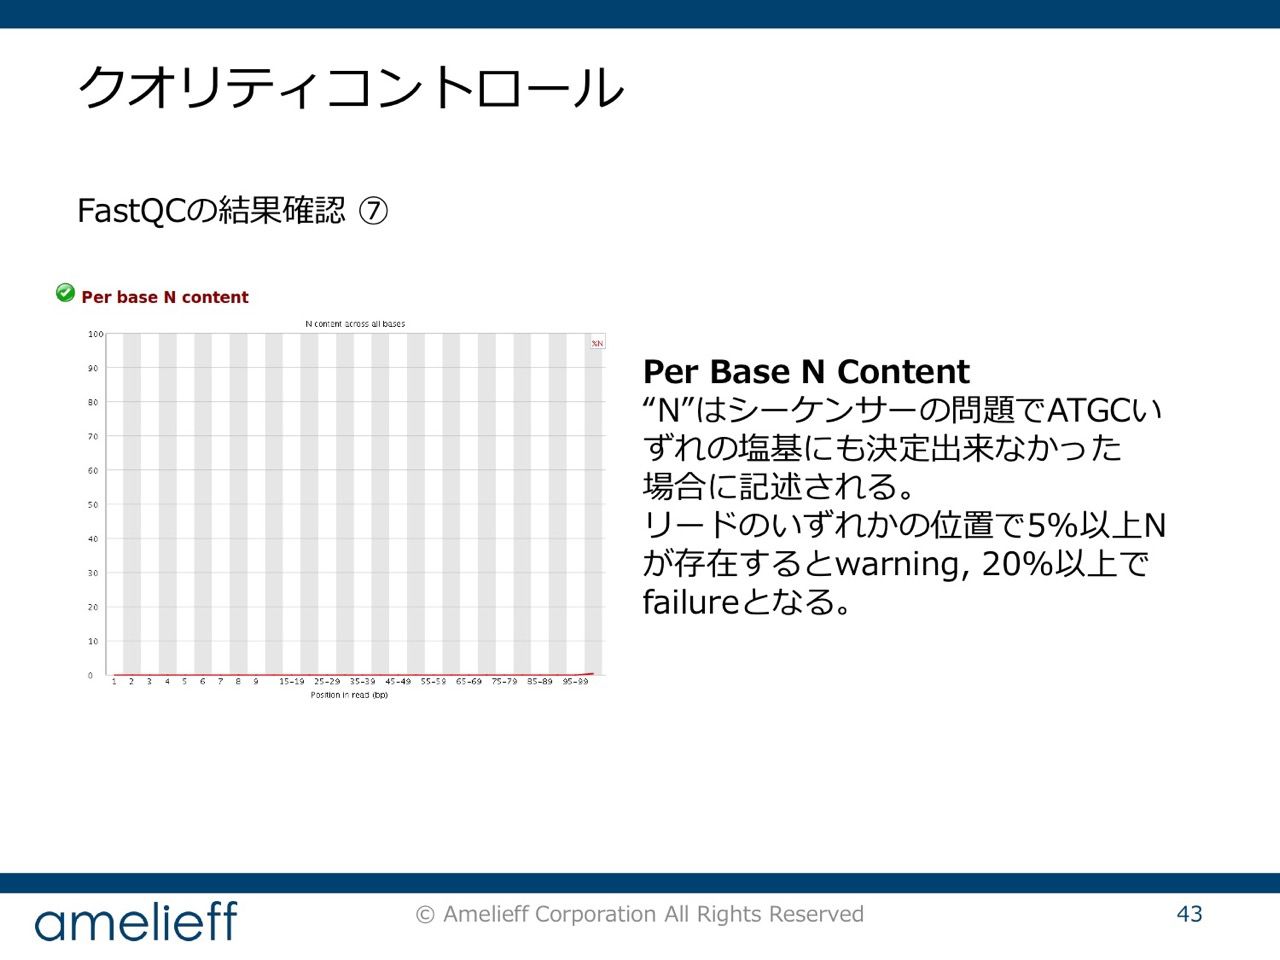 クオリティコントロール
FastQCの結果確認 ⑦
Per base N content
N content across all bases
%N
100
90
80
70
60
50
40
30
20
10
0
1 2 3 4 5 6 7 8 9 15-19 25-29 35-39 45-49 55-59 65-69 75-79 85-89 95-99
Position in read (bp)
Per Base N Content
“N”はシーケンサーの問題でATGCい
ずれの塩基にも決定出来なかった
場合に記述される。
リードのいずれかの位置で5%以上N
が存在するとwarning, 20%以上で
failureとなる。
amelieff
© Amelieff Corporation All Rights Reserved
43